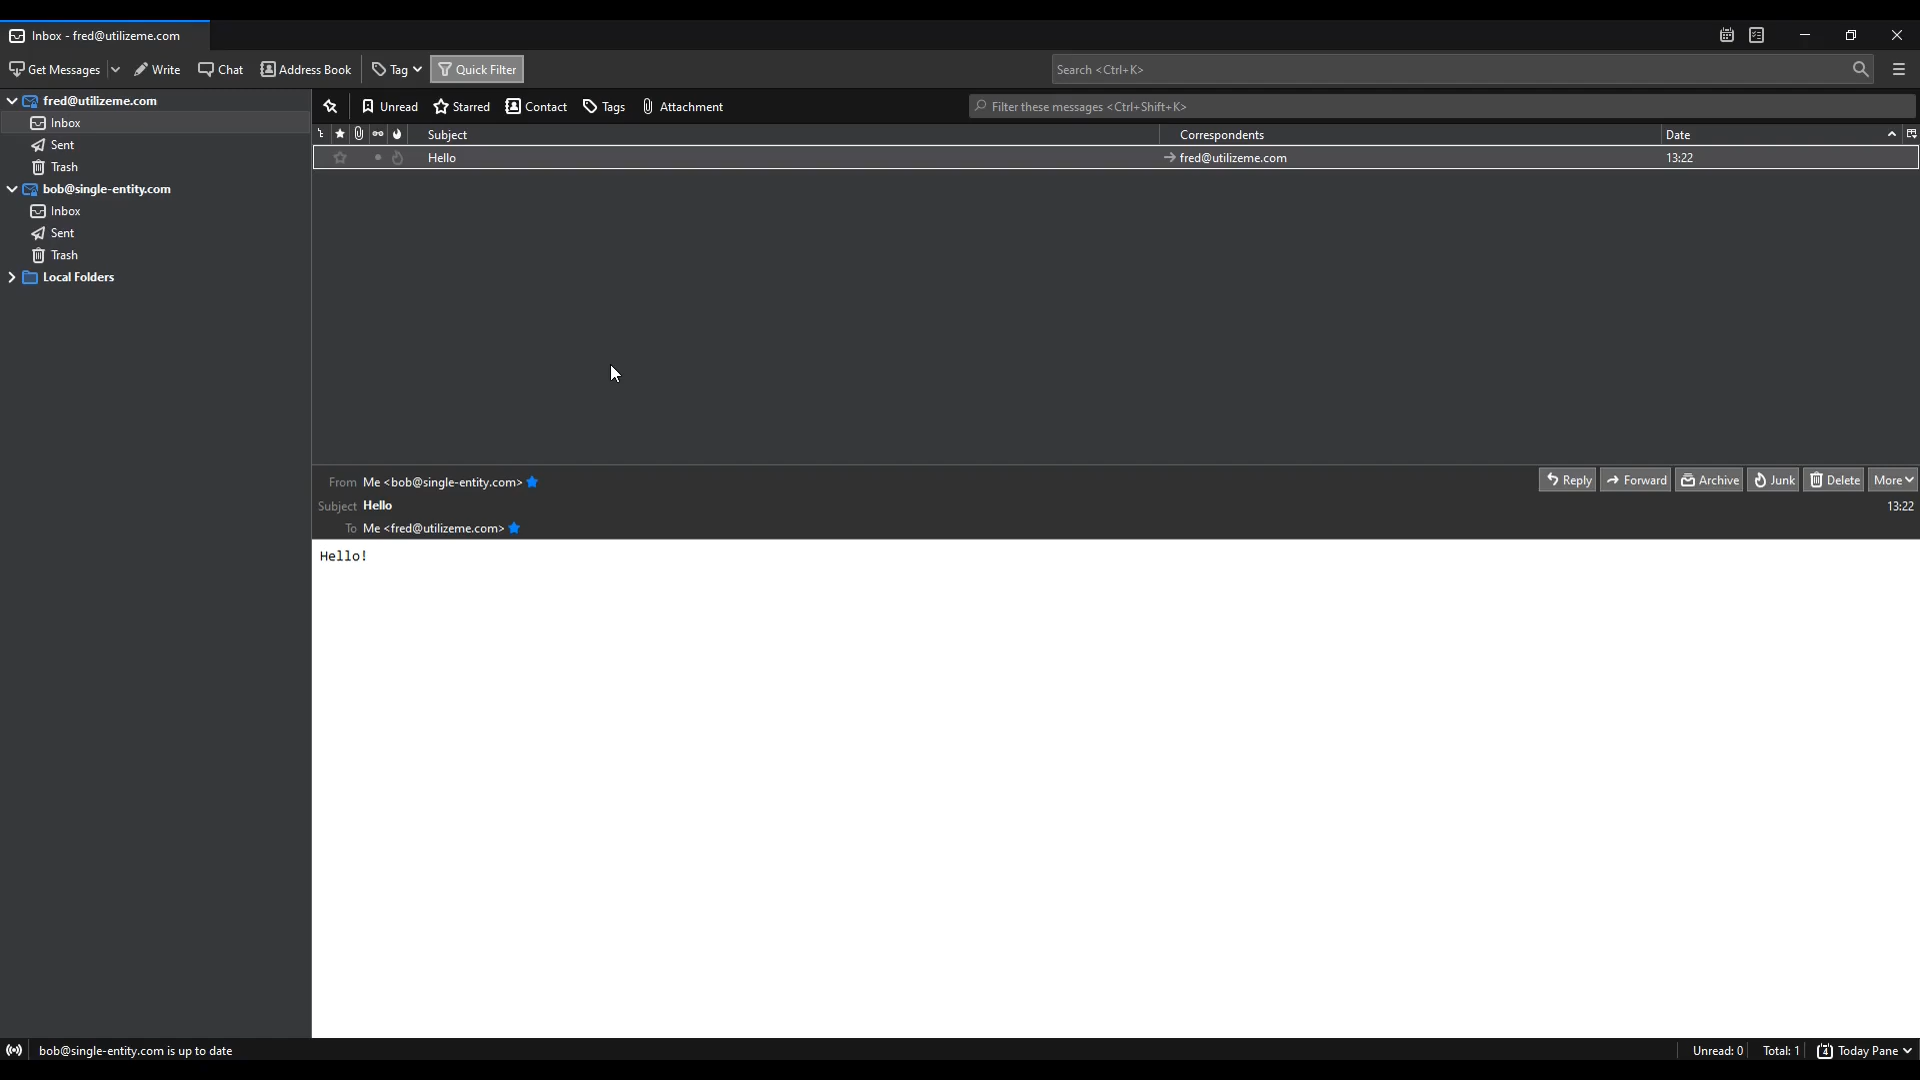 Inbox - fred@utilizeme.com
Get Messages Write Chat Address Book Tag Quick Filter Search <Ctrl+K>
fred@utilizeme.com
Inbox
Sent
Trash
bob@single-entity.com
Inbox
Sent
Trash
Local Folders
Unread Starred Contact Tags Attachment Filter these messages <Ctrl+Shift+K>
Subject Correspondents Date
Hello fred@utilizeme.com 13:22
From Me <bob@single-entity.com> Reply Forward Archive Junk Delete More
Subject Hello 13:22
To Me <fred@utilizeme.com>
Hello!
bob@single-entity.com is up to date Unread: 0 Total: 1 4 Today Pane